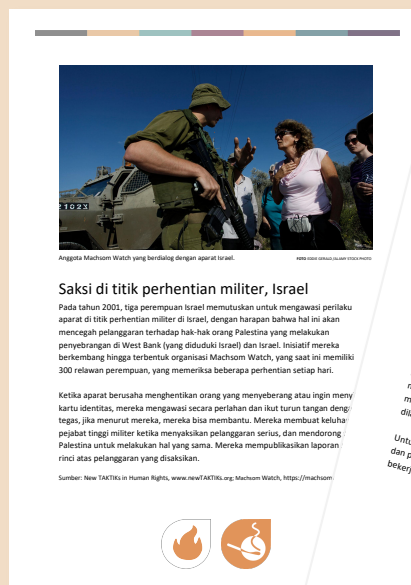 21023
Anggota Machsom Watch yang berdialog dengan aparat Israel.
FOTO EDDIE GERALD/ALAMY STOCK PHOTO
Saksi di titik perhentian militer, Israel
Pada tahun 2001, tiga perempuan Israel memutuskan untuk mengawasi perilaku
aparat di titik perhentian militer di Israel, dengan harapan bahwa hal ini akan
mencegah pelanggaran terhadap hak-hak orang Palestina yang melakukan
penyebrangan di West Bank (yang diduduki Israel) dan Israel. Inisiatif mereka
berkembang hingga terbentuk organisasi Machsom Watch, yang saat ini memiliki
300 relawan perempuan, yang memeriksa beberapa perhentian setiap hari.
Ketika aparat berusaha menghentikan orang yang menyeberang atau ingin meny
kartu identitas, mereka mengawasi secara perlahan dan ikut turun tangan
tegas, jika menurut mereka, mereka bisa membantu. Mereka membuat
pejabat tinggi militer ketika menyaksikan pelanggaran serius, dan mendorong
Palestina untuk melakukan hal yang sama. Mereka mempublikasikan laporan
rinci atas pelanggaran yang disaksikan.
Sumber: New TAKTIKs in Human Rights, www.newTAKTIKs.org; Machsom Watch, https://machsom
Untu
dan p
bekerj